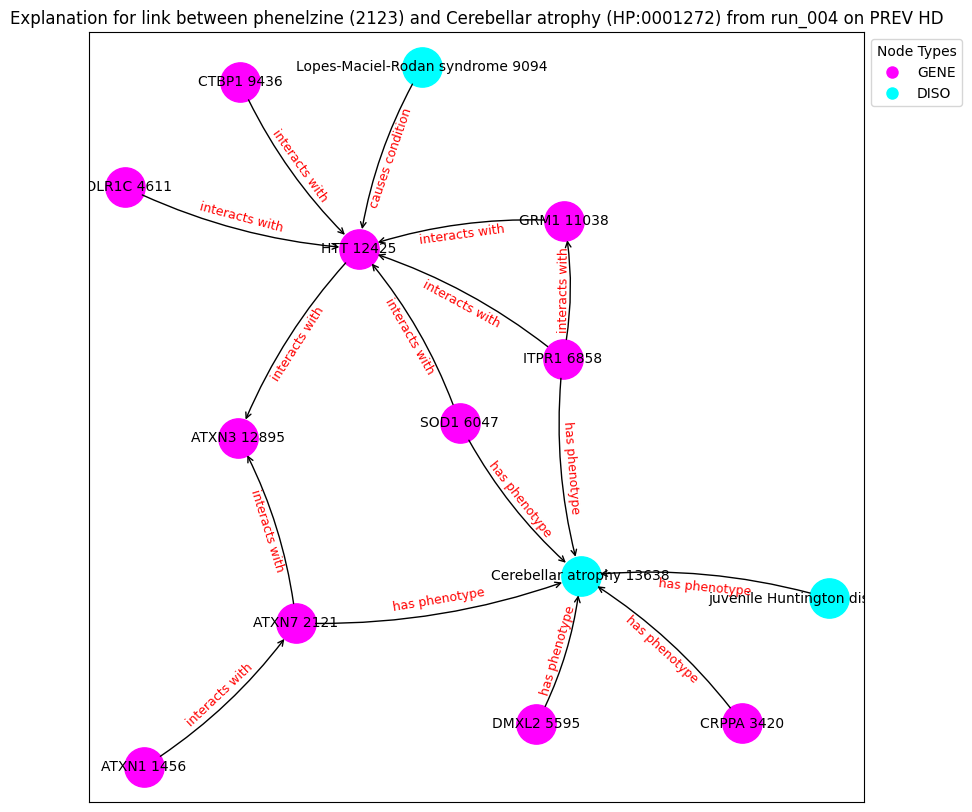 Explanation for link between phenelzine (2123) and Cerebellar atrophy (HP:0001272) from run_004 on PREV HD
Node Types
GENE
DISO
Lopes-Maciel-Rodan syndrome 9094
CTBP1 9436
causes condition
interacts with
OLR1C 4611
interacts with
GRM1 11038
interacts with
HTT 12425
interacts with
interacts with
interacts with
interacts with
ITPR1 6858
SOD1 6047
ATXN3 12895
has phenotype
has phenotype
interacts with
Cerebellar atrophy 13638
has phenotype
juvenile Huntington dis
has phenotype
ATXN7 2121
has phenotype
has phenotype
interacts with
DMXL2 5595
CRPPA 3420
ATXN1 1456